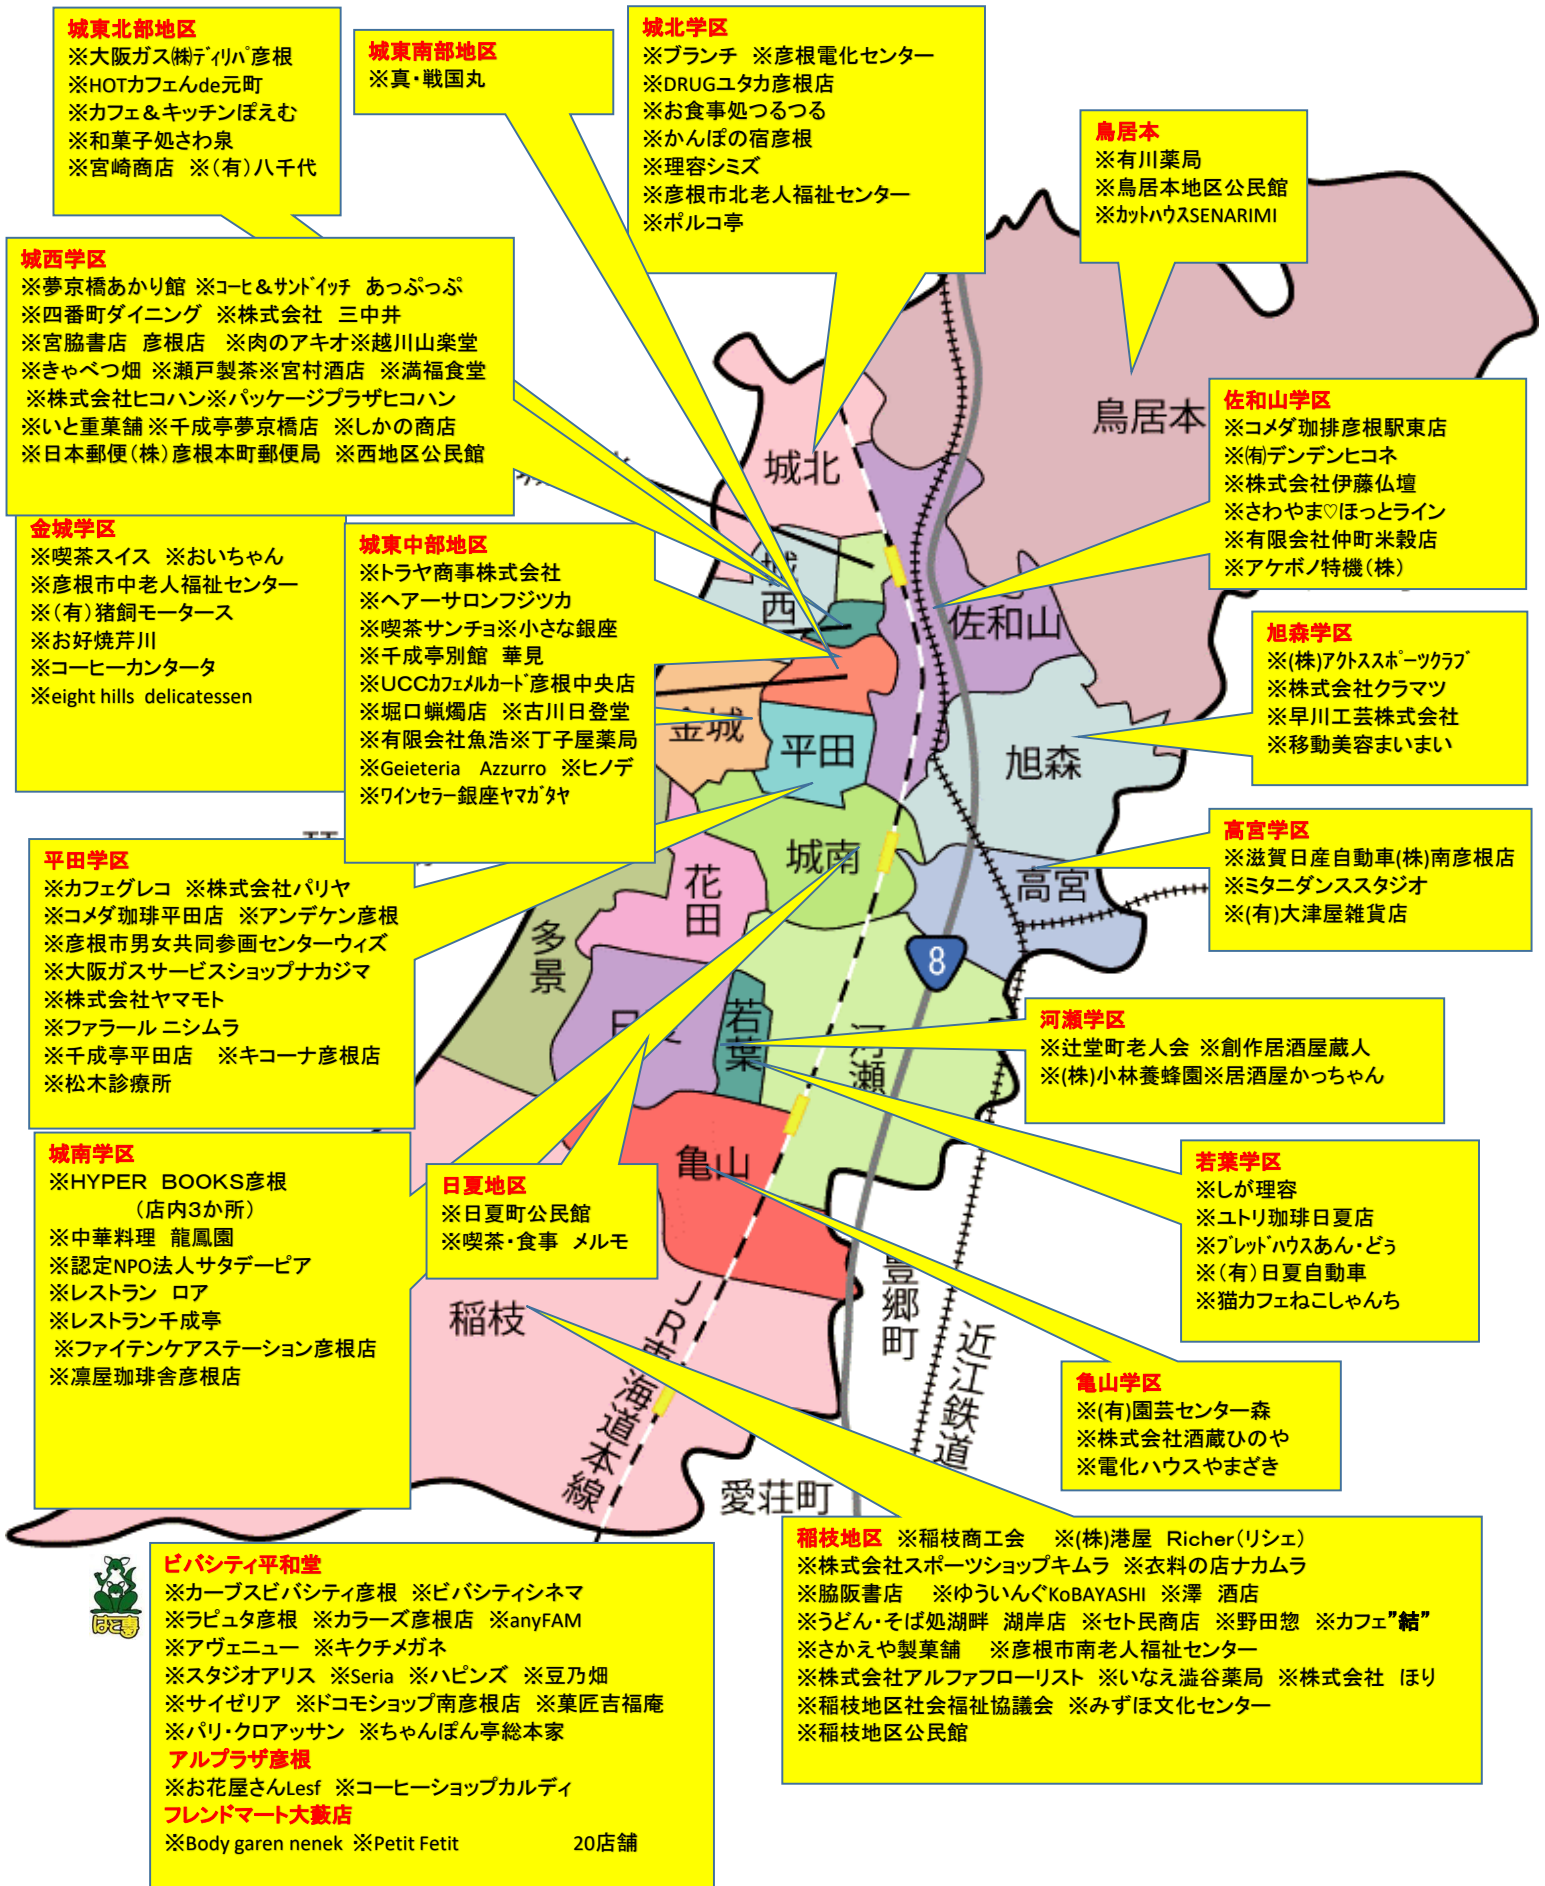 城東北部地区
※大阪ガス㈱ディリパ彦根
※HOTカフェんde元町
※カフェ＆キッチンぽえむ
※和菓子処さわ泉
※宮崎商店　※（有）八千代
城東南部地区
※真・戦国丸
城北学区
※ブランチ　※彦根電化センター
※DRUGユタカ彦根店
※お食事処つるつる
※かんぽの宿彦根
※理容シミズ
※彦根市北老人福祉センター
※ポルコ亭
鳥居本
※有川薬局
※鳥居本地区公民館
※カットハウスSENARIMI
城西学区
※夢京橋あかり館 ※コーヒ＆サンドイッチ　あっぷっぷ
※四番町ダイニング　※株式会社　三中井
※宮脇書店　彦根店　※肉のアキオ※越川山楽堂
※きゃべつ畑 ※瀬戸製茶※宮村酒店　※満福食堂
※株式会社ヒコハン※パッケージプラザヒコハン
※いと重菓舗 ※千成亭夢京橋店 ※しかの商店
※日本郵便（株）彦根本町郵便局　※西地区公民館
金城学区
※喫茶スイス　※おいちゃん
※彦根市中老人福祉センター
※（有）猪飼モータース
※お好焼芹川
※コーヒーカンタータ
※eight hills delicatessen
城東中部地区
※トラヤ商事株式会社
※ヘアーサロンフジツカ
※喫茶サンチョ※小さな銀座
※千成亭別館　華見
※UCCカフェメルカード彦根中央店
※堀口蝋燭店　※古川日登堂
※有限会社魚浩※丁子屋薬局
※Geieteria　Azzurro ※ヒノデ
※ワインセラー銀座ヤマガタヤ
佐和山学区
※コメダ珈排彦根駅東店
※㈲デンデンヒコネ
※株式会社伊藤仏壇
※さわやま♡ほっとライン
※有限会社仲町米穀店
※アケボノ特機（株）
旭森学区
※(株)アクトススポーツクラブ
※株式会社クラマツ
※早川工芸株式会社
※移動美容まいまい
高宮学区
※滋賀日産自動車(株)南彦根店
※ミタニダンススタジオ
※(有)大津屋雑貨店
平田学区
※カフェグレコ　※株式会社パリヤ
※コメダ珈排平田店　※アンデケン彦根
※彦根市男女共同参画センターウィズ
※大阪ガスサービスショップナカジマ
※株式会社ヤマモト
※ファラール ニシムラ
※千成亭平田店　※キコーナ彦根店
※松木診療所
河瀬学区
※辻堂町老人会 ※創作居酒屋蔵人
※(株)小林養蜂園※居酒屋かっちゃん
城南学区
※HYPER　BOOKS彦根
（店内3か所）
※中華料理　龍鳳園
※認定NPO法人サタデーピア
※レストラン　ロア
※レストラン千成亭
※ファイテンケアステーション彦根店
※凛屋珈琲舎彦根店
日夏地区
※日夏町公民館
※喫茶・食事　メルモ
若葉学区
※しが理容
※ユトリ珈琲日夏店
※ブレッドハウスあん・どぅ
※（有）日夏自動車
※猫カフェねこしゃんち
亀山学区
※(有)園芸センター森
※株式会社酒蔵ひのや
※電化ハウスやまざき
稲枝地区 ※稲枝商工会　※(株)港屋　Richer（リシェ）
※株式会社スポーツショップキムラ ※衣料の店ナカムラ
※脇阪書店　※ゆういんぐKoBAYASHI ※澤　酒店
※うどん・そば処湖畔 湖岸店 ※セト民商店 ※野田惣 ※カフェ”結”
※さかえや製菓舗　※彦根市南老人福祉センター
※株式会社アルファフローリスト ※いなえ澁谷薬局 ※株式会社　ほり
※稲枝地区社会福祉協議会 ※みずほ文化センター
※稲枝地区公民館
ビバシティ平和堂
※カーブスビバシティ彦根 ※ビバシティシネマ
※ラピュタ彦根 ※カラーズ彦根店 ※anyFAM
※アヴェニュー ※キクチメガネ
※スタジオアリス ※Seria ※ハピンズ ※豆乃畑
※サイゼリア ※ドコモショップ南彦根店 ※菓匠吉福庵
※パリ・クロアッサン ※ちゃんぽん亭総本家
アルプラザ彦根
※お花屋さんLesf ※コーヒーショップカルディ
フレンドマート大藪店
※Body garen nenek ※Petit Fetit　20店舗
城北
鳥居本
城西
佐和山
金城
平田
旭森
城南
高宮
花田
多景
8
若葉
河瀬
亀山
稲枝
豊郷町
近江鉄道
海道本線
愛荘町